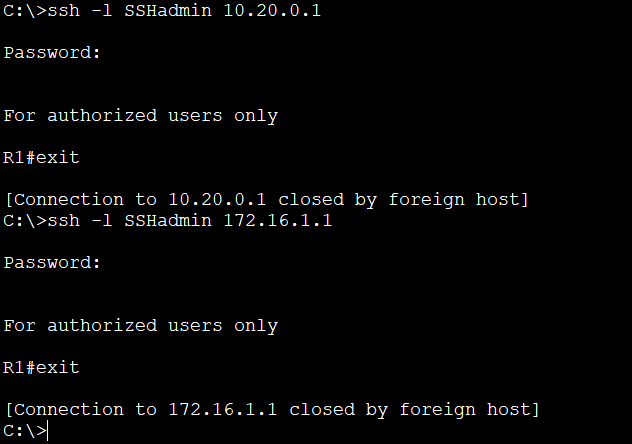 C:\>ssh -l SSHadmin 10.20.0.1
Password:
For authorized users only
R1#exit
[Connection to 10.20.0.1 closed by foreign host]
C:\>ssh -l SSHadmin 172.16.1.1
Password:
For authorized users only
R1#exit
[Connection to 172.16.1.1 closed by foreign host]
C:\>